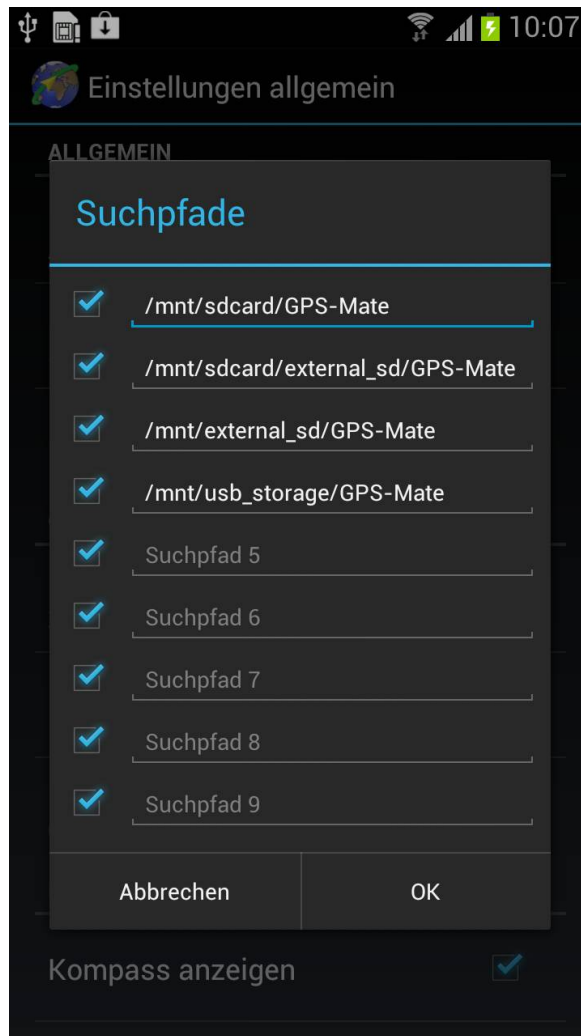 10:07
Einstellungen allgemein
ALLGEMEIN
Suchpfade
/mnt/sdcard/GPS-Mate
/mnt/sdcard/external_sd/GPS-Mate
/mnt/external_sd/GPS-Mate
/mnt/usb_storage/GPS-Mate
Suchpfad 5
Suchpfad 6
Suchpfad 7
Suchpfad 8
Suchpfad 9
Abbrechen OK
Kompass anzeigen